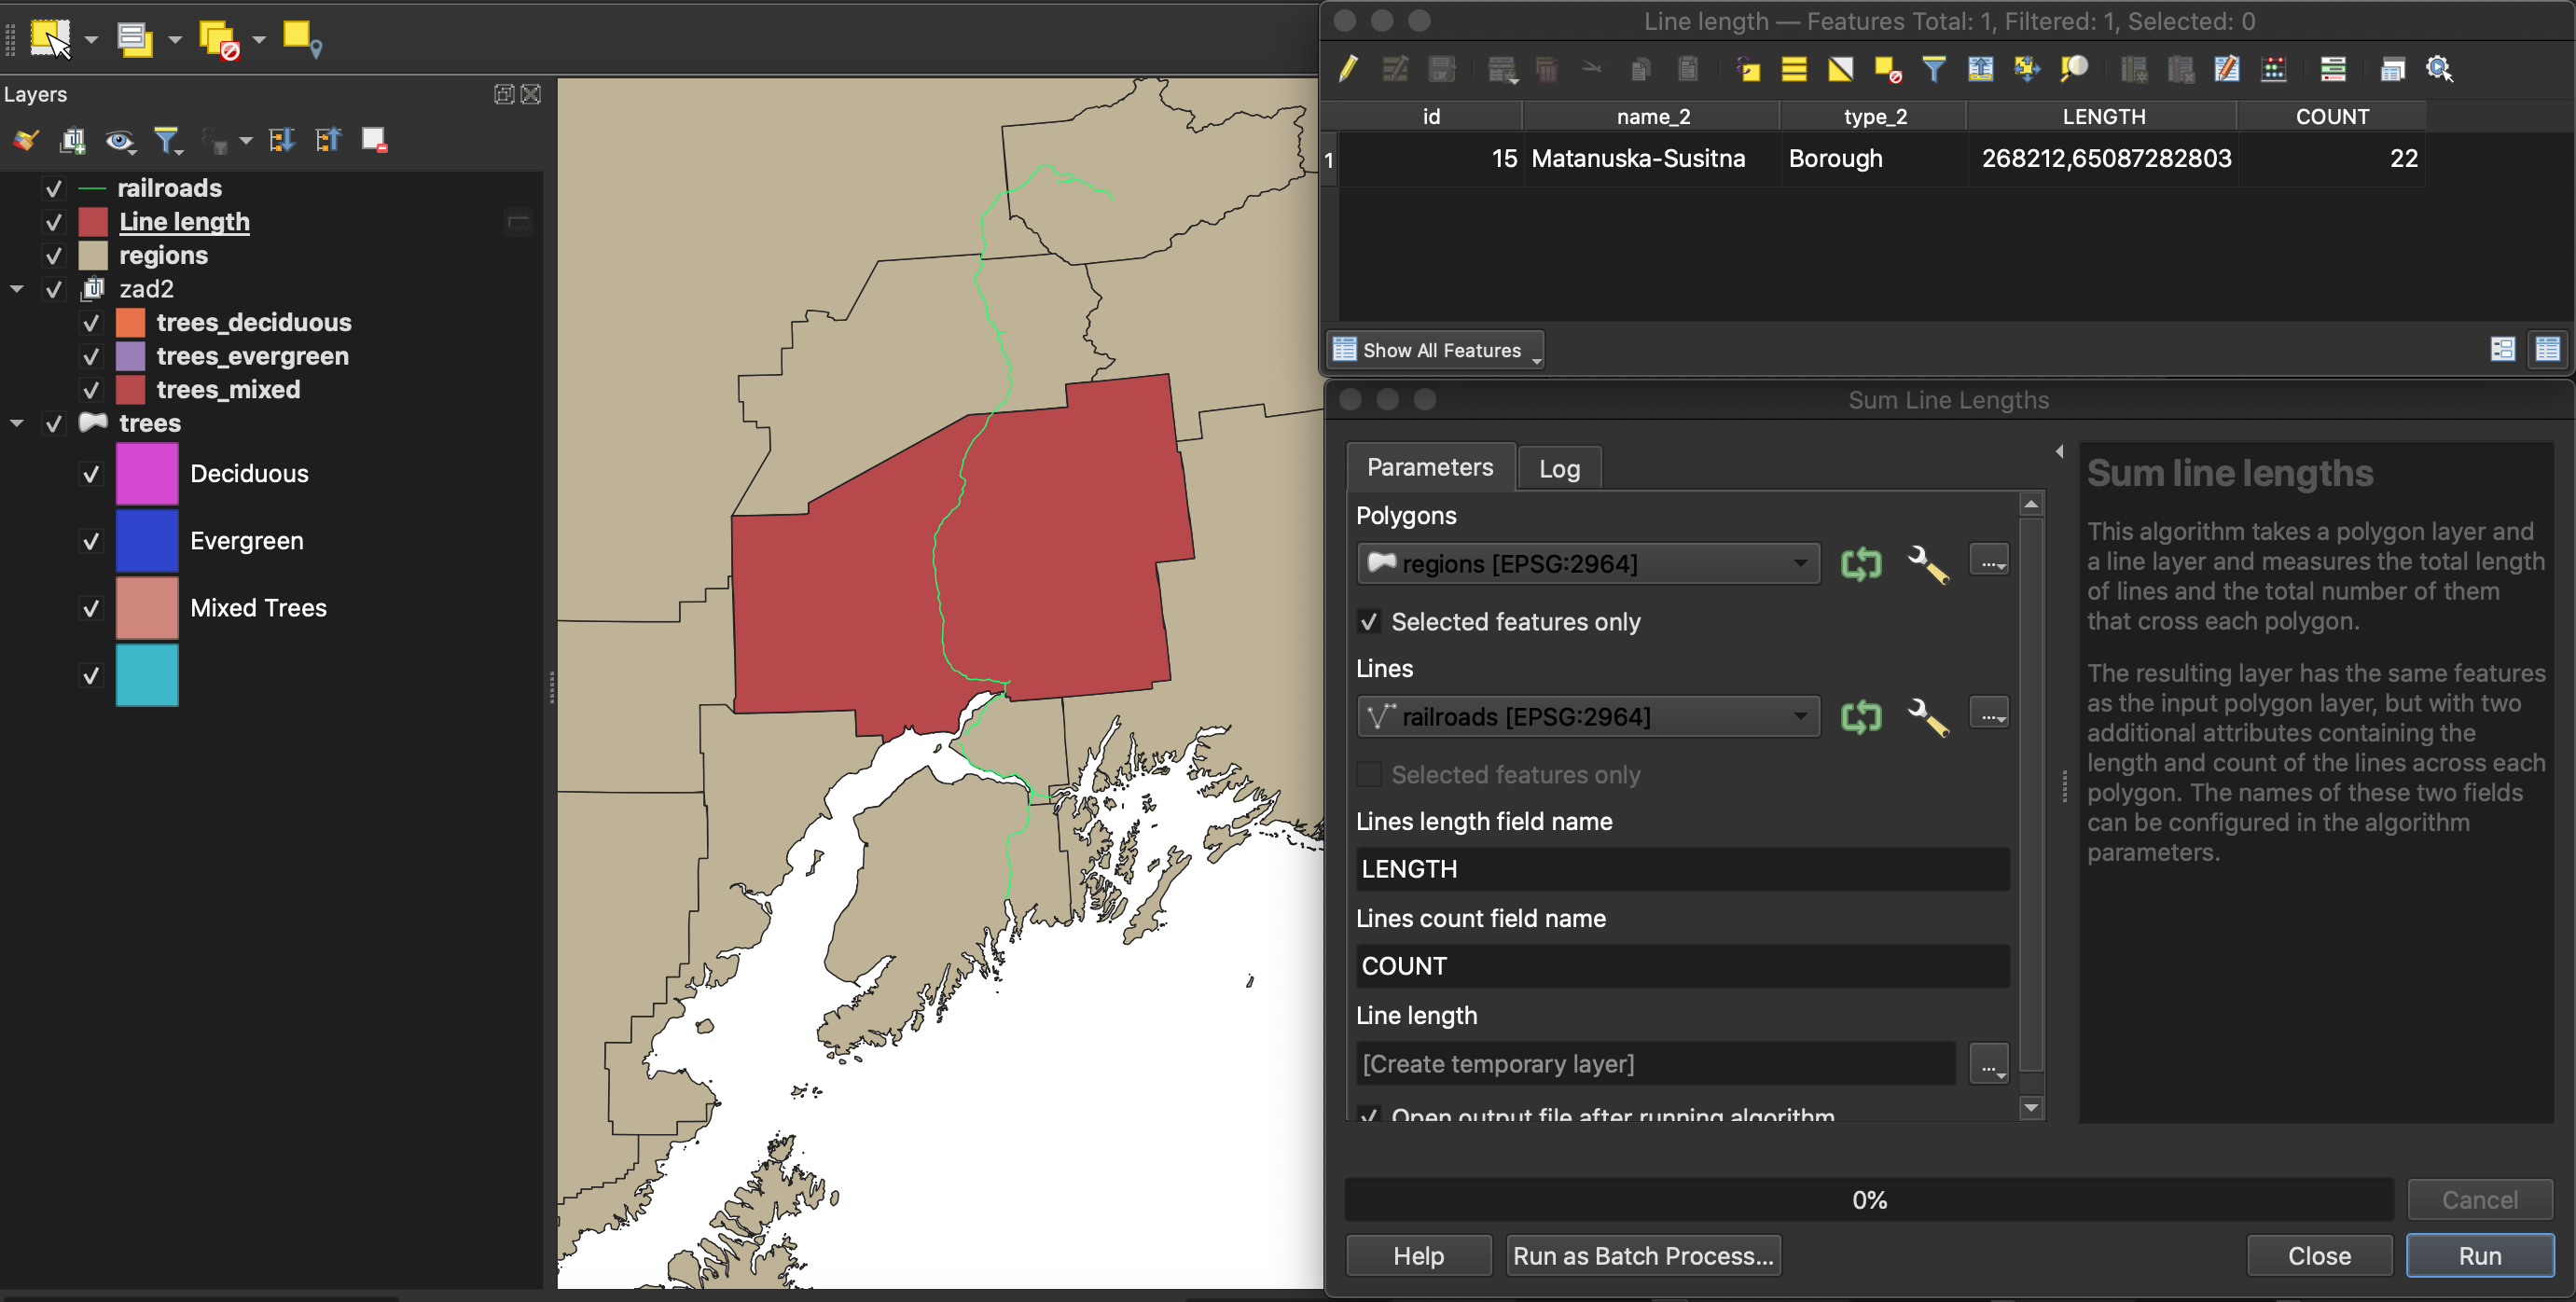 Layers
railroads
Line length
regions
zad2
trees_deciduous
trees_evergreen
trees_mixed
trees
Deciduous
Evergreen
Mixed Trees
Line length — Features Total: 1, Filtered: 1, Selected: 0
id name_2 type_2 LENGTH COUNT
1 15 Matanuska-Susitna Borough 268212,65087282803 22
Show All Features
Sum Line Lengths
Parameters Log
Polygons
regions [EPSG:2964]
...
Selected features only
Lines
railroads [EPSG:2964]
...
Selected features only
Lines length field name
LENGTH
Lines count field name
COUNT
Line length
[Create temporary layer]
...
Open output file after running algorithm
Sum line lengths
This algorithm takes a polygon layer and
a line layer and measures the total length
of lines and the total number of them
that cross each polygon.
The resulting layer has the same features
as the input polygon layer, but with two
additional attributes containing the
length and count of the lines across each
polygon. The names of these two fields
can be configured in the algorithm
parameters.
0%
Cancel
Help Run as Batch Process... Close Run